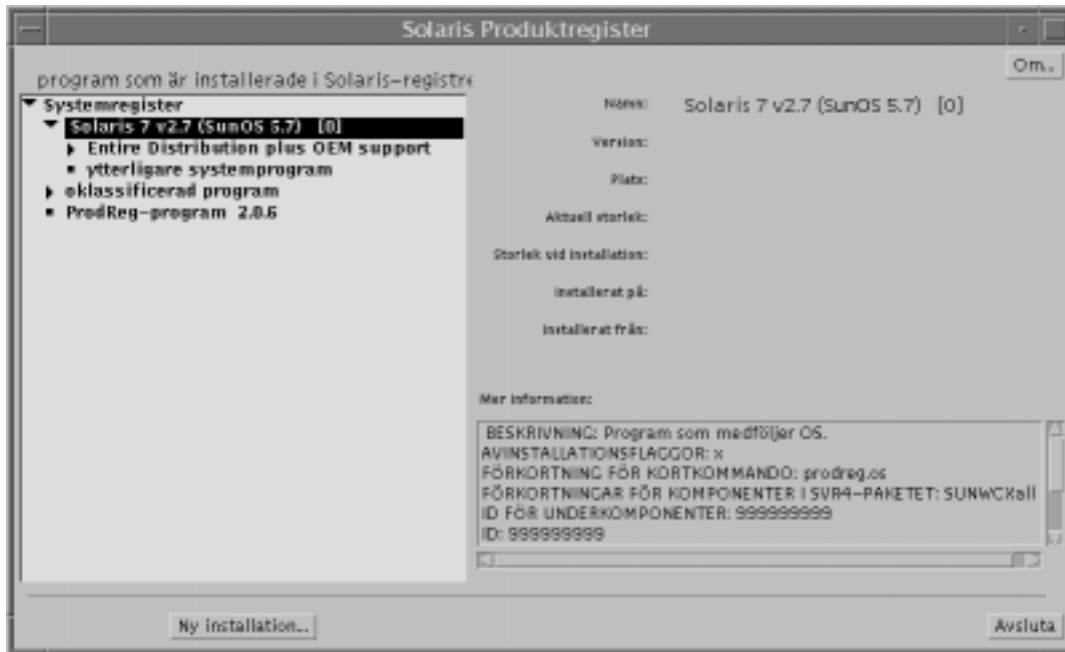 Solaris Produktregister
Om..
program som är installerade i Solaris-registre
Systemregister
Solaris 7 v2.7 (SunOS 5.7) [0]
Entire Distribution plus OEM support
ytterligare systemprogram
oklassificerad program
ProdReg-program 2.0.6
Namn: Solaris 7 v2.7 (SunOS 5.7) [0]
Version:
Plats:
Aktuell storlek:
Storlek vid installation:
Installerat på:
Installerat från:
Mer information:
BESKRIVNING: Program som medföljer OS.
AVINSTALLATIONSFLAGGOR: x
FÖRKORTNING FÖR KORTKOMMANDO: prodreg.os
FÖRKORTNINGAR FÖR KOMPONENTER I SVR4-PAKETET: SUNWCXall
ID FÖR UNDERKOMPONENTER: 999999999
ID: 999999999
Ny installation...
Avsluta